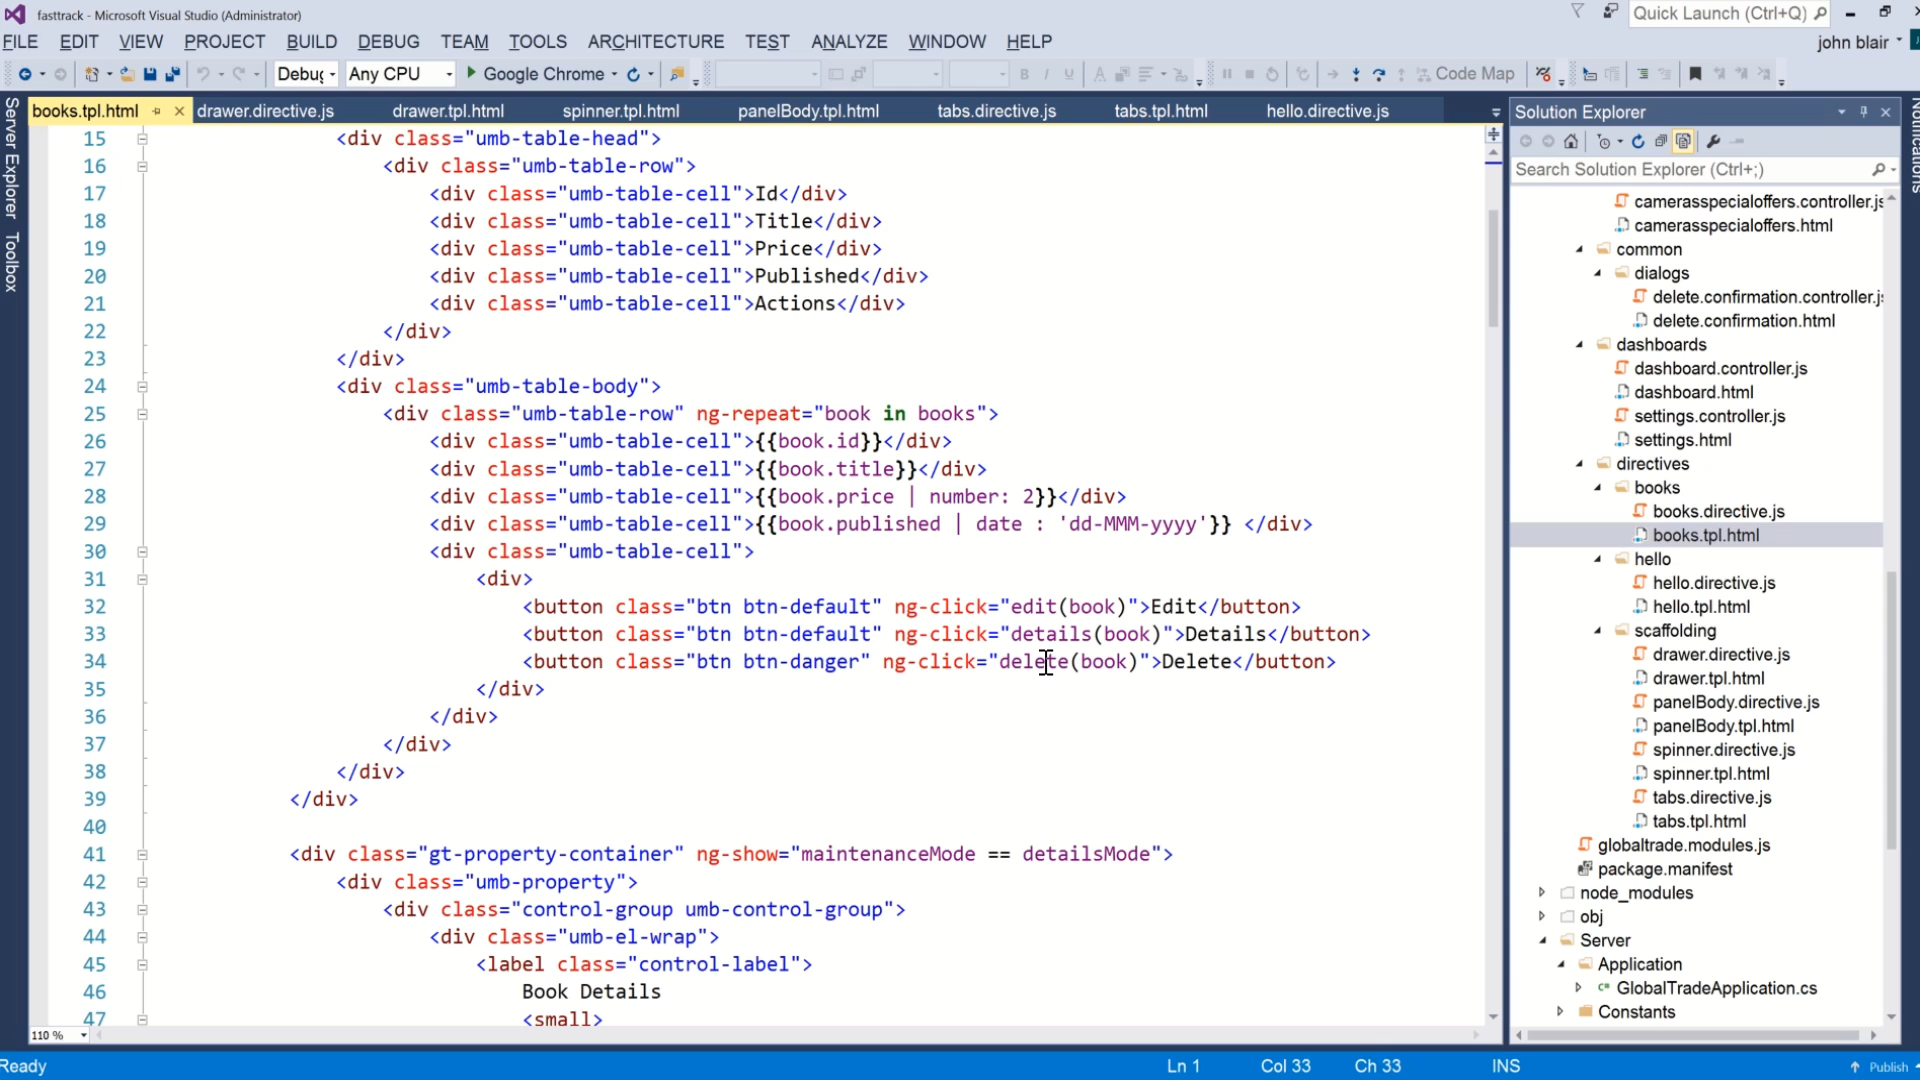 fasttrack - Microsoft Visual Studio (Administrator)
Quick Launch (Ctrl+Q)
FILE EDIT VIEW PROJECT BUILD DEBUG TEAM TOOLS ARCHITECTURE TEST ANALYZE WINDOW HELP
john blair
Debug Any CPU Google Chrome Code Map
Server Explorer
Toolbox
Notifications
books.tpl.html drawer.directive.js drawer.tpl.html spinner.tpl.html panelBody.tpl.html tabs.directive.js tabs.tpl.html hello.directive.js
15 <div class="umb-table-head">
16 <div class="umb-table-row">
17 <div class="umb-table-cell">Id</div>
18 <div class="umb-table-cell">Title</div>
19 <div class="umb-table-cell">Price</div>
20 <div class="umb-table-cell">Published</div>
21 <div class="umb-table-cell">Actions</div>
22 </div>
23 </div>
24 <div class="umb-table-body">
25 <div class="umb-table-row" ng-repeat="book in books">
26 <div class="umb-table-cell">{{book.id}}</div>
27 <div class="umb-table-cell">{{book.title}}</div>
28 <div class="umb-table-cell">{{book.price | number: 2}}</div>
29 <div class="umb-table-cell">{{book.published | date : 'dd-MMM-yyyy'}} </div>
30 <div class="umb-table-cell">
31 <div>
32 <button class="btn btn-default" ng-click="edit(book)">Edit</button>
33 <button class="btn btn-default" ng-click="details(book)">Details</button>
34 <button class="btn btn-danger" ng-click="delete(book)">Delete</button>
35 </div>
36 </div>
37 </div>
38 </div>
39 </div>
40
41 <div class="gt-property-container" ng-show="maintenanceMode == detailsMode">
42 <div class="umb-property">
43 <div class="control-group umb-control-group">
44 <div class="umb-el-wrap">
45 <label class="control-label">
46 Book Details
47 <small>
110 %
Solution Explorer
Search Solution Explorer (Ctrl+;)
camerasspecialoffers.controller.js
camerasspecialoffers.html
common
dialogs
delete.confirmation.controller.js
delete.confirmation.html
dashboards
dashboard.controller.js
dashboard.html
settings.controller.js
settings.html
directives
books
books.directive.js
books.tpl.html
hello
hello.directive.js
hello.tpl.html
scaffolding
drawer.directive.js
drawer.tpl.html
panelBody.directive.js
panelBody.tpl.html
spinner.directive.js
spinner.tpl.html
tabs.directive.js
tabs.tpl.html
globaltrade.modules.js
package.manifest
node_modules
obj
Server
Application
GlobalTradeApplication.cs
Constants
Ready Ln 1 Col 33 Ch 33 INS Publish